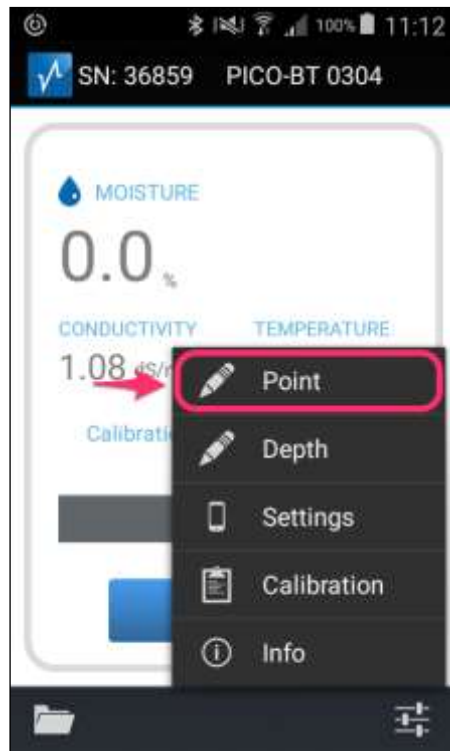 100% 11:12
SN: 36859 PICO-BT 0304
MOISTURE
0.0 %
CONDUCTIVITY TEMPERATURE
1.08
Point
Calibrati
Depth
Settings
Calibration
Info